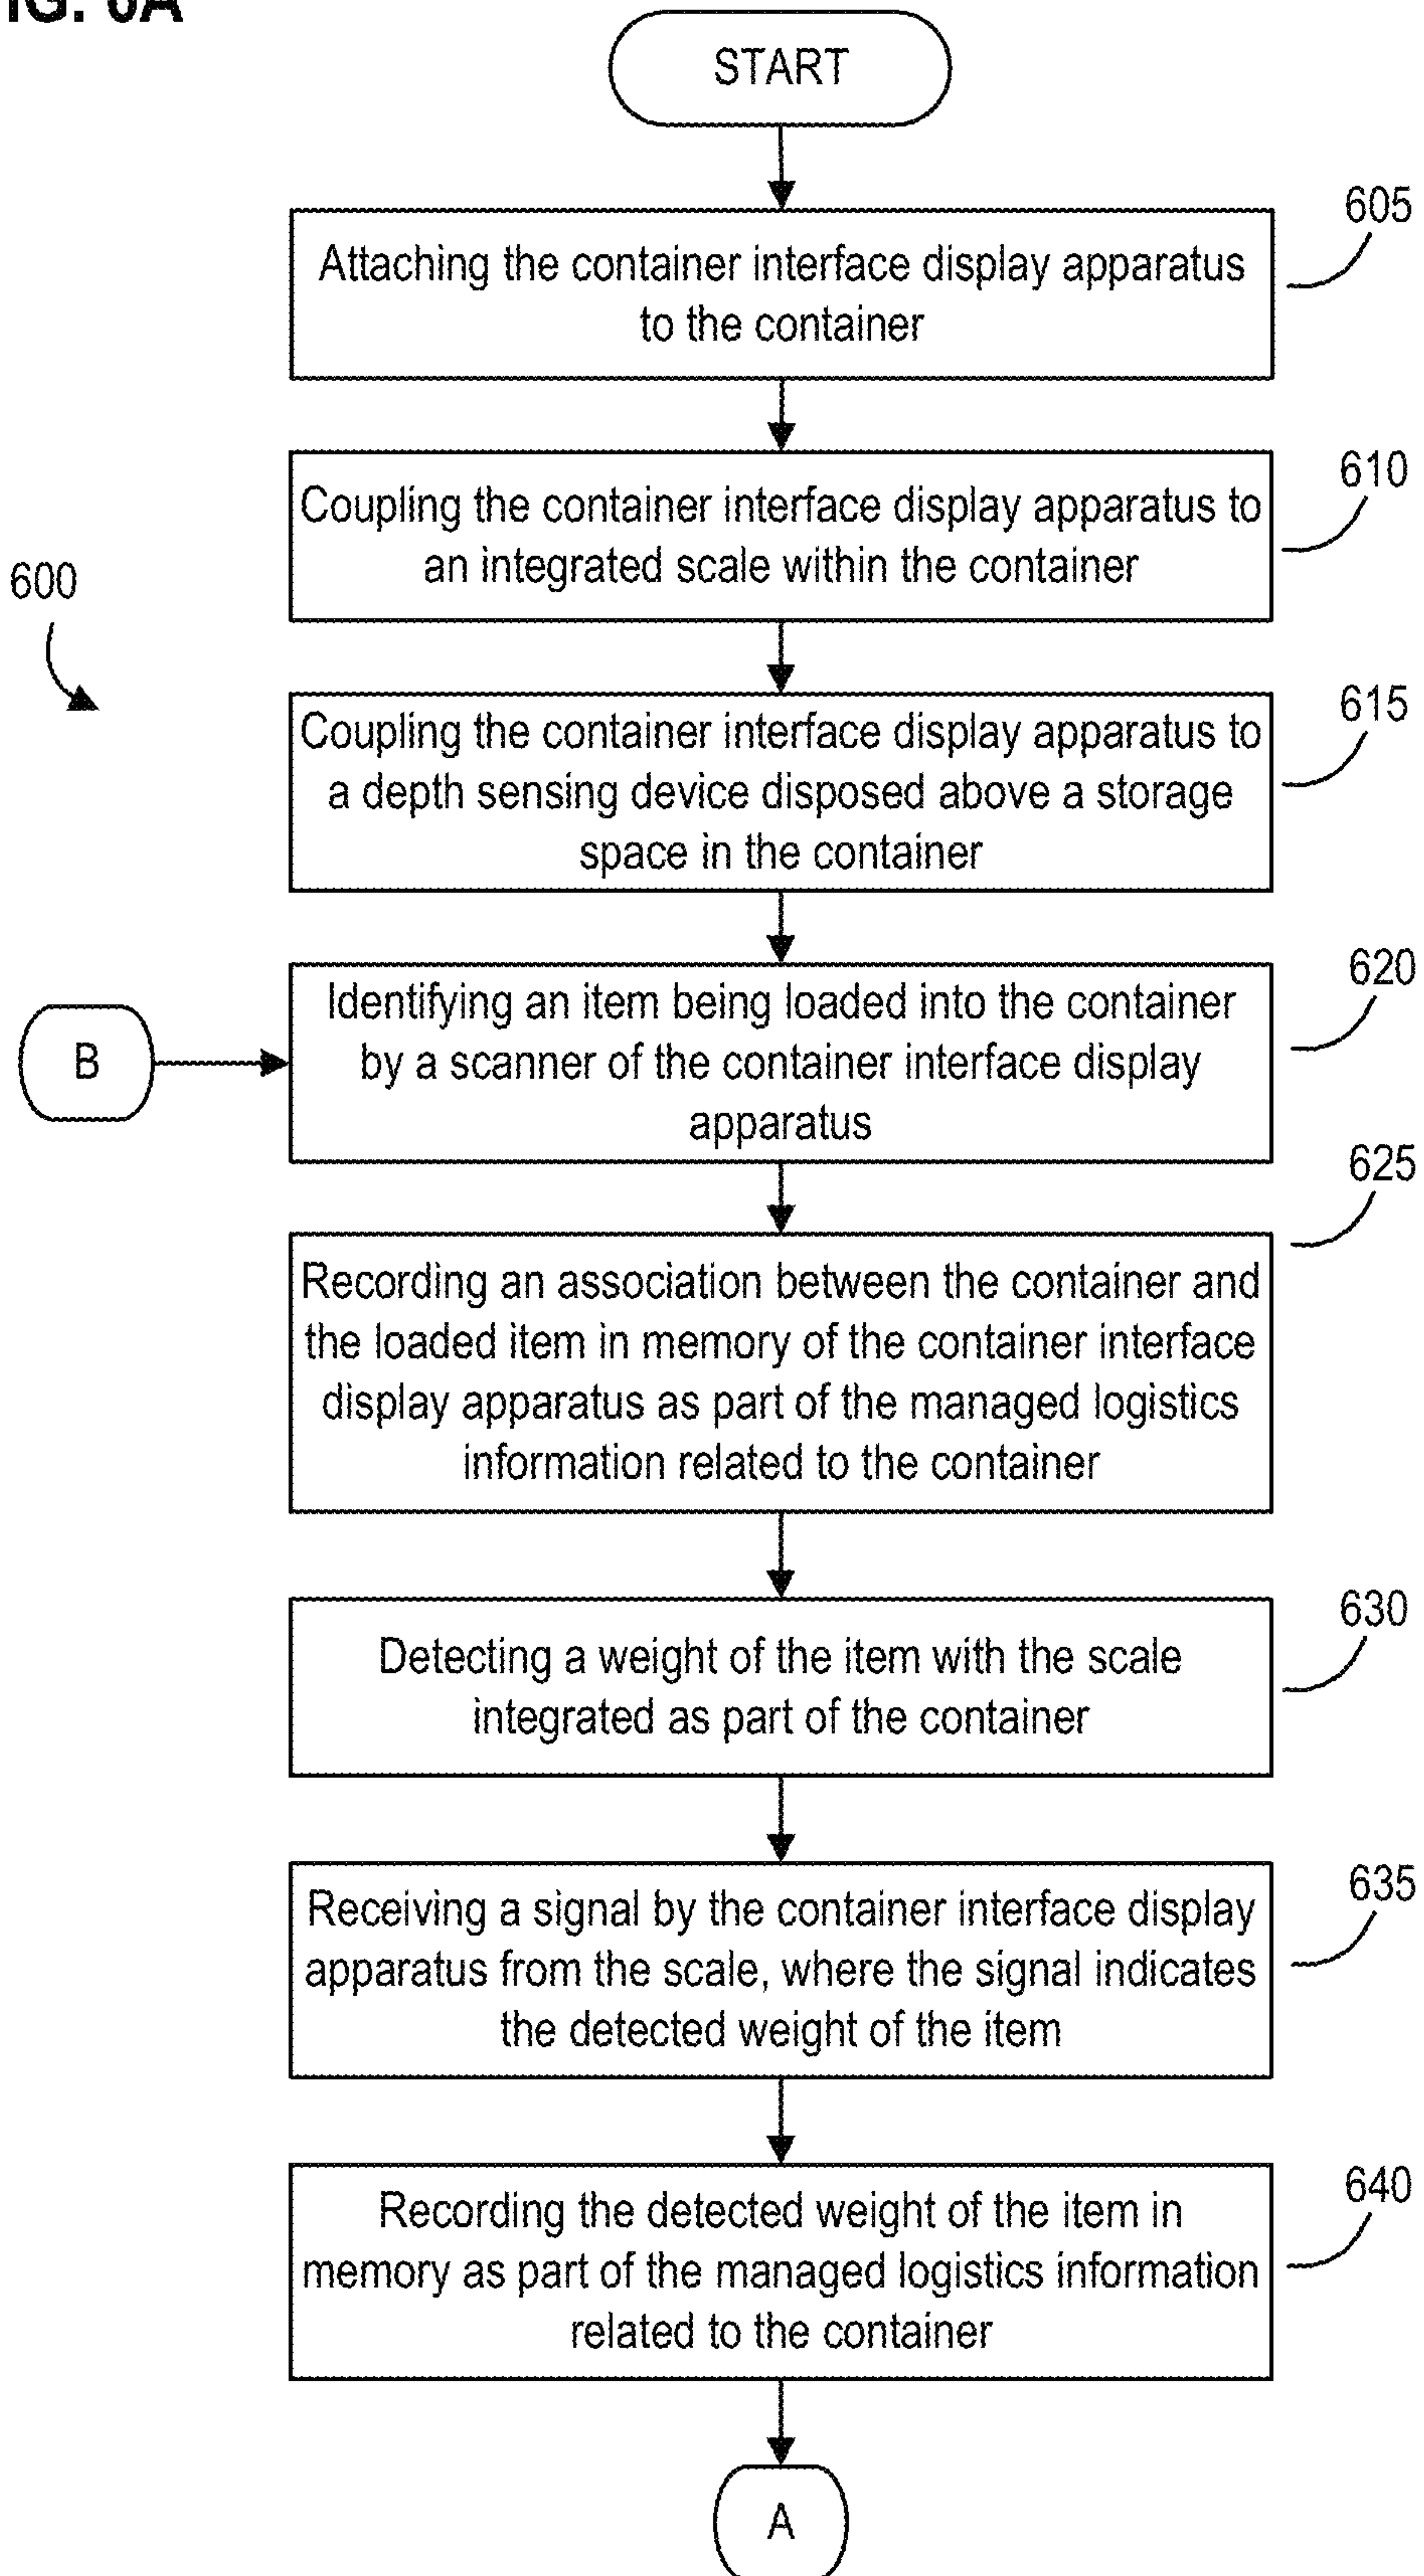 IG. 6A
START
605
Attaching the container interface display apparatus
to the container
610
Coupling the container interface display apparatus to
an integrated scale within the container
600
615
Coupling the container interface display apparatus to
a depth sensing device disposed above a storage
space in the container
620
B
Identifying an item being loaded into the container
by a scanner of the container interface display
apparatus
625
Recording an association between the container and
the loaded item in memory of the container interface
display apparatus as part of the managed logistics
information related to the container
630
Detecting a weight of the item with the scale
integrated as part of the container
635
Receiving a signal by the container interface display
apparatus from the scale, where the signal indicates
the detected weight of the item
640
Recording the detected weight of the item in
memory as part of the managed logistics information
related to the container
A